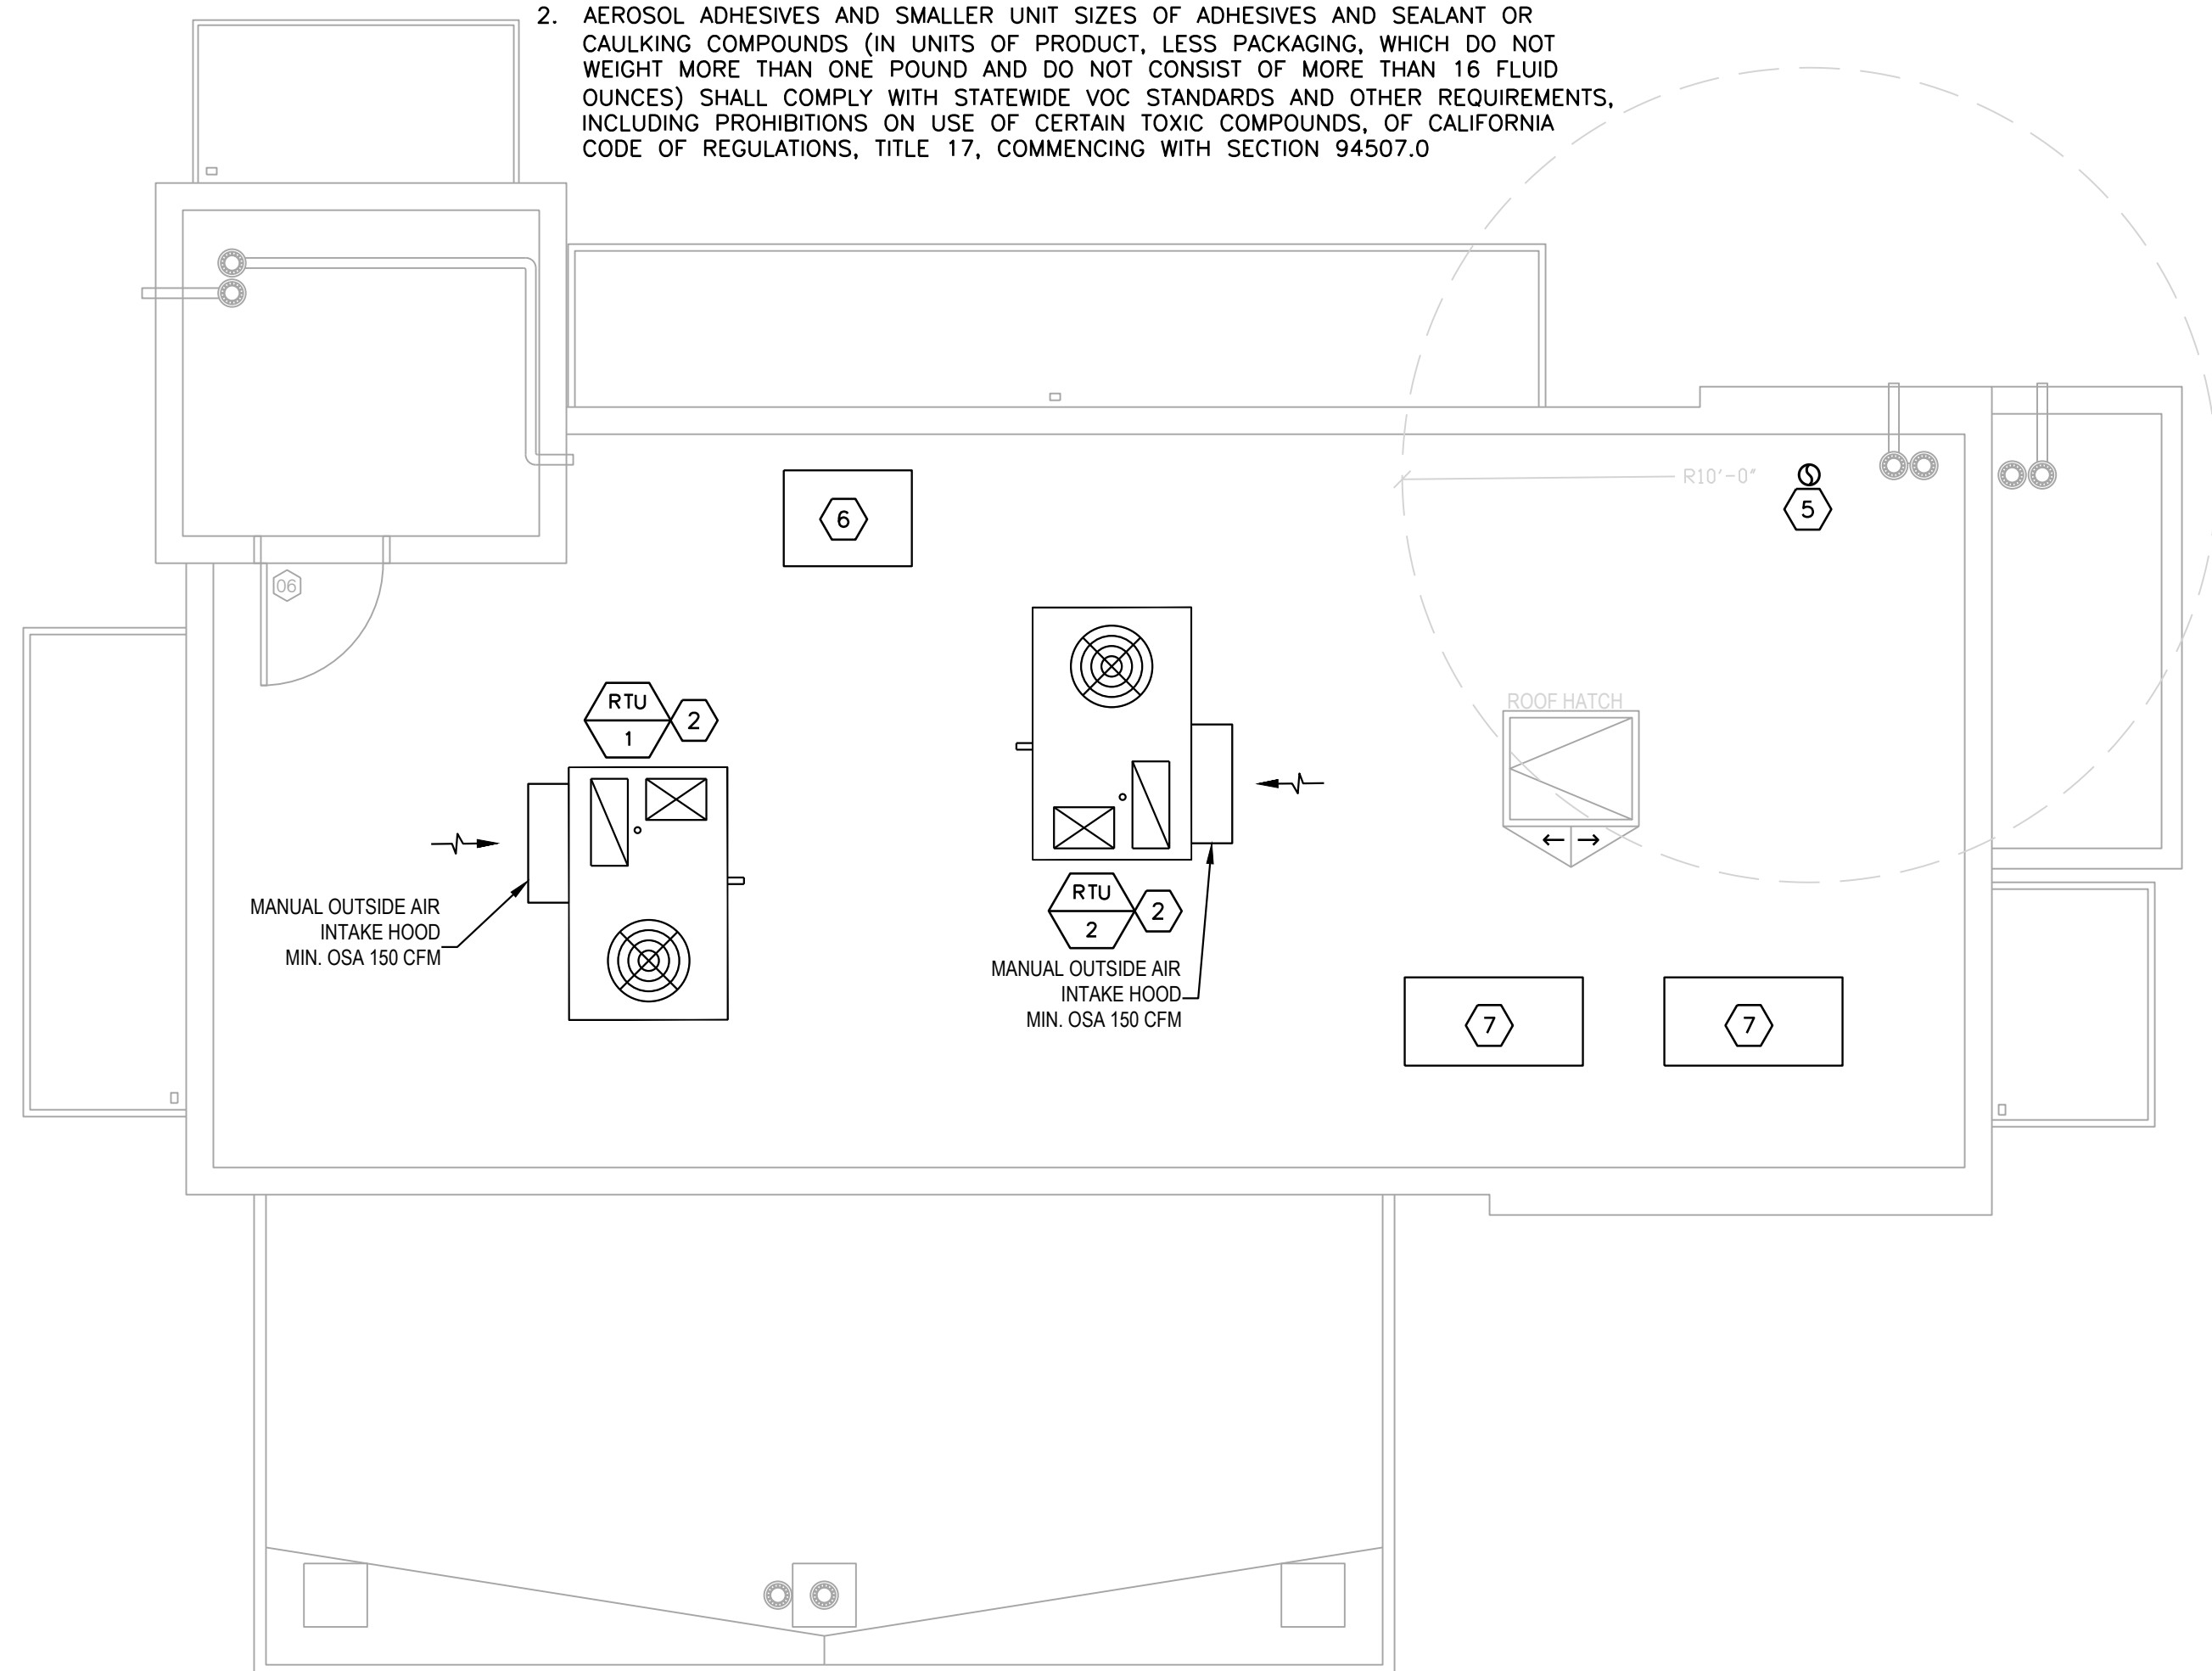 2. AEROSOL ADHESIVES AND SMALLER UNIT SIZES OF ADHESIVES AND SEALANT OR
CAULKING COMPOUNDS (IN UNITS OF PRODUCT, LESS PACKAGING, WHICH DO NOT
WEIGHT MORE THAN ONE POUND AND DO NOT CONSIST OF MORE THAN 16 FLUID
OUNCES) SHALL COMPLY WITH STATEWIDE VOC STANDARDS AND OTHER REQUIREMENTS,
INCLUDING PROHIBITIONS ON USE OF CERTAIN TOXIC COMPOUNDS, OF CALIFORNIA
CODE OF REGULATIONS, TITLE 17, COMMENCING WITH SECTION 94507.0
R10'-0"
5
6
06
RTU
1
2
ROOF HATCH
MANUAL OUTSIDE AIR
INTAKE HOOD
MIN. OSA 150 CFM
RTU
2
2
MANUAL OUTSIDE AIR
INTAKE HOOD
MIN. OSA 150 CFM
7
7